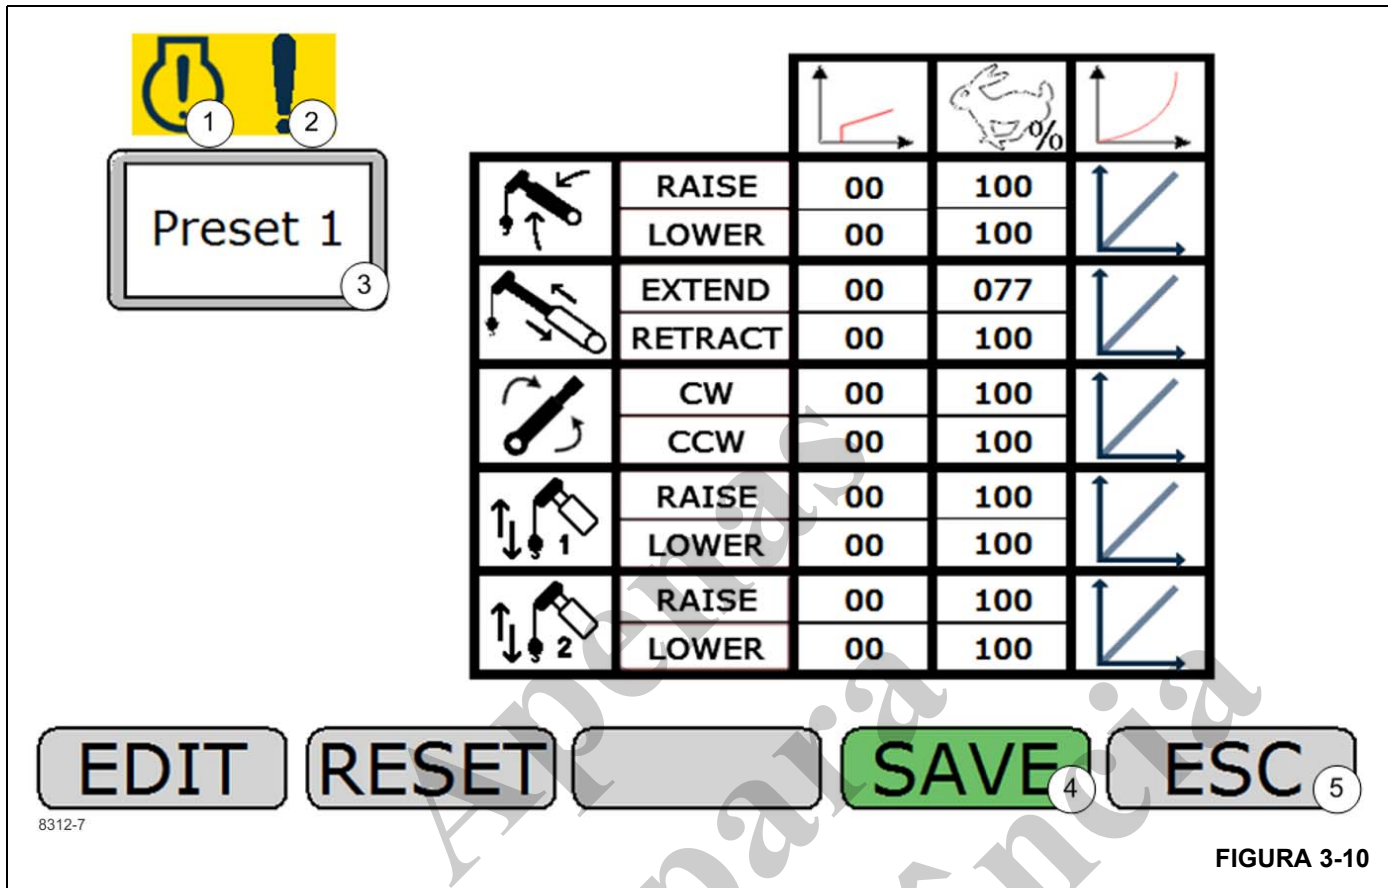 1 2
Preset 1
3
%
RAISE 00 100
LOWER 00 100
EXTEND 00 077
RETRACT 00 100
CW 00 100
CCW 00 100
1 RAISE 00 100
LOWER 00 100
2 RAISE 00 100
LOWER 00 100
EDIT RESET SAVE 4 ESC 5
8312-7
FIGURA 3-10
Apenas
para